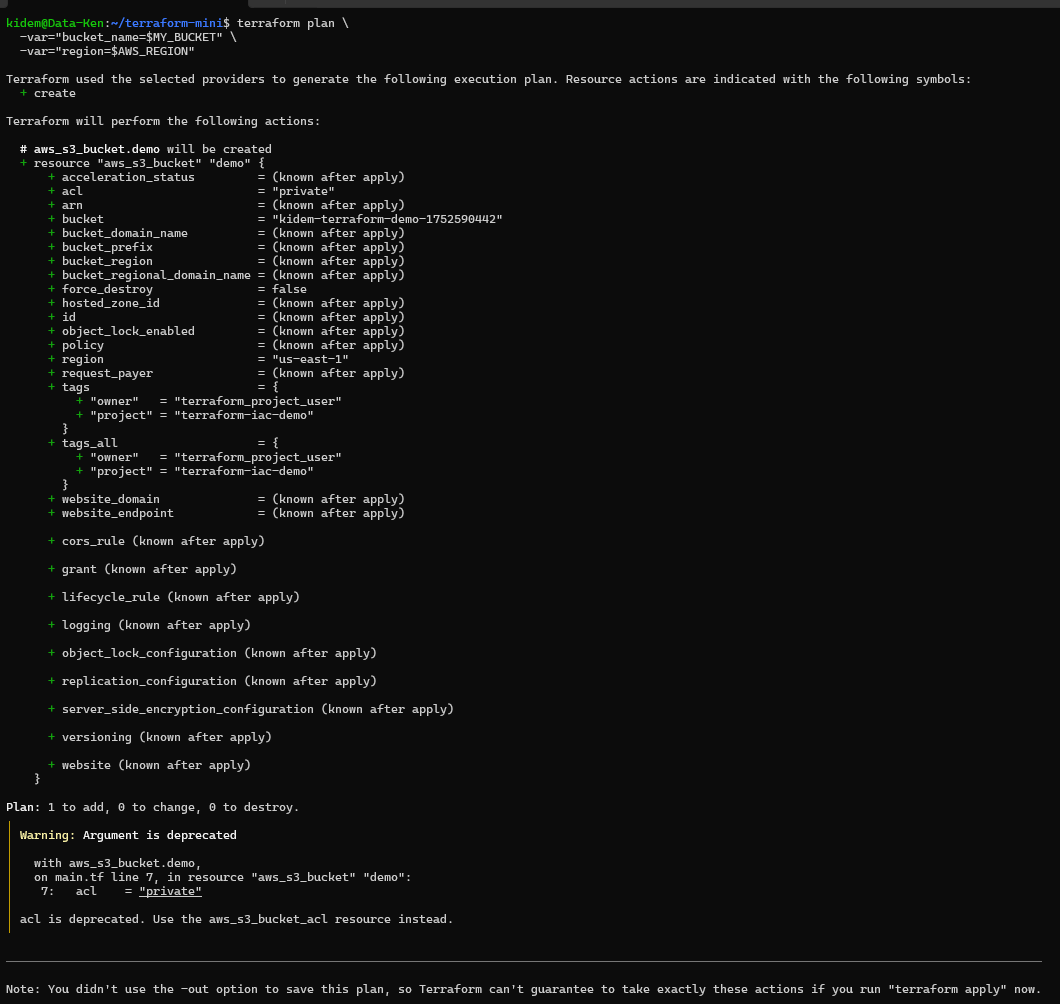 kidem@Data-Ken:~/terraform-mini$ terraform plan \
  -var="bucket_name=$MY_BUCKET" \
  -var="region=$AWS_REGION"

Terraform used the selected providers to generate the following execution plan. Resource actions are indicated with the following symbols:
  + create

Terraform will perform the following actions:

  # aws_s3_bucket.demo will be created
  + resource "aws_s3_bucket" "demo" {
      + acceleration_status         = (known after apply)
      + acl                         = "private"
      + arn                         = (known after apply)
      + bucket                      = "kidem-terraform-demo-1752590442"
      + bucket_domain_name          = (known after apply)
      + bucket_prefix               = (known after apply)
      + bucket_region               = (known after apply)
      + bucket_regional_domain_name = (known after apply)
      + force_destroy               = false
      + hosted_zone_id              = (known after apply)
      + id                          = (known after apply)
      + object_lock_enabled         = (known after apply)
      + policy                      = (known after apply)
      + region                      = "us-east-1"
      + request_payer               = (known after apply)
      + tags                        = {
          + "owner"   = "terraform_project_user"
          + "project" = "terraform-iac-demo"
        }
      + tags_all                    = {
          + "owner"   = "terraform_project_user"
          + "project" = "terraform-iac-demo"
        }
      + website_domain              = (known after apply)
      + website_endpoint            = (known after apply)

      + cors_rule (known after apply)

      + grant (known after apply)

      + lifecycle_rule (known after apply)

      + logging (known after apply)

      + object_lock_configuration (known after apply)

      + replication_configuration (known after apply)

      + server_side_encryption_configuration (known after apply)

      + versioning (known after apply)

      + website (known after apply)
    }

Plan: 1 to add, 0 to change, 0 to destroy.

  Warning: Argument is deprecated

    with aws_s3_bucket.demo,
    on main.tf line 7, in resource "aws_s3_bucket" "demo":
     7:   acl    = "private"

  acl is deprecated. Use the aws_s3_bucket_acl resource instead.

Note: You didn't use the -out option to save this plan, so Terraform can't guarantee to take exactly these actions if you run "terraform apply" now.